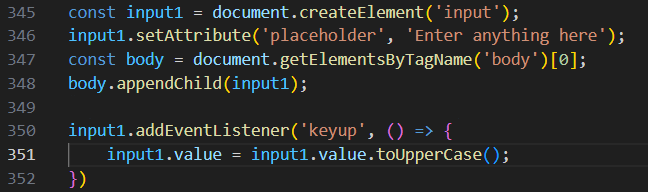 345 const input1 = document.createElement('input');
346 input1.setAttribute('placeholder', 'Enter anything here');
347 const body = document.getElementsByTagName('body')[0];
348 body.appendChild(input1);
349
350 input1.addEventListener('keyup', () => {
351     input1.value = input1.value.toUpperCase();
352 })